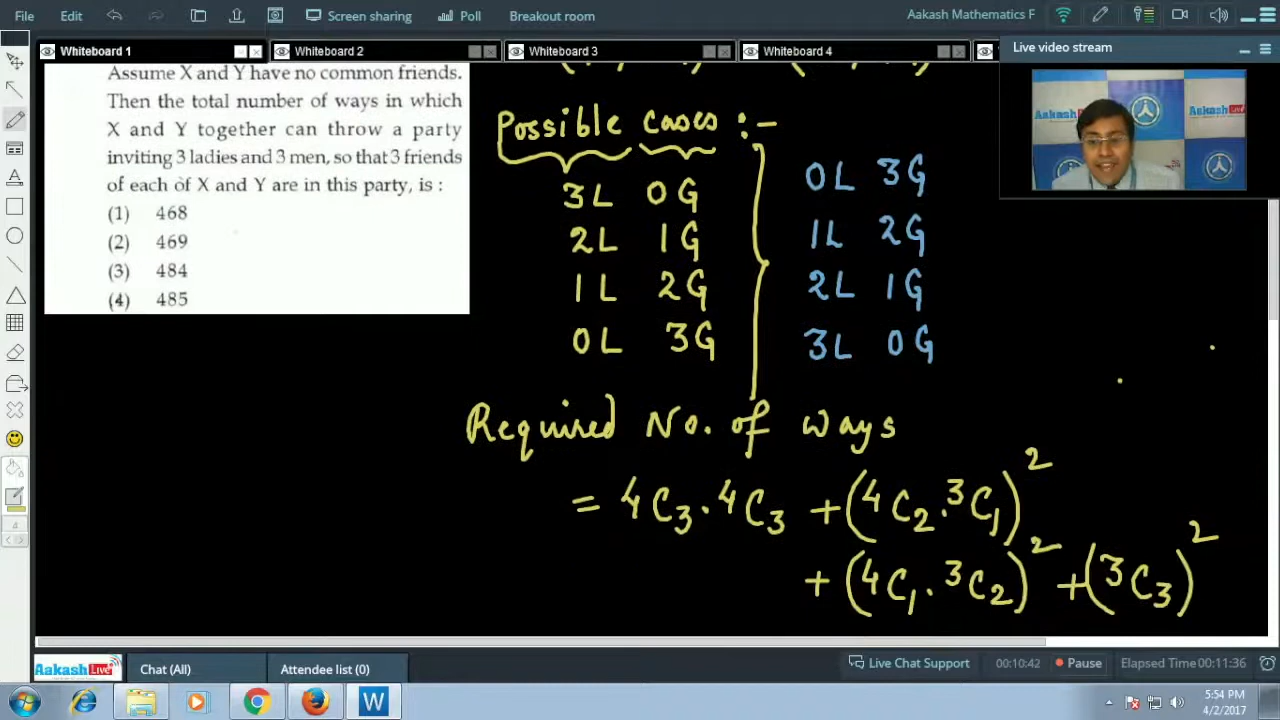 File Edit Screen sharing Poll Breakout room Aakash Mathematics F
Whiteboard 1 Whiteboard 2 Whiteboard 3 Whiteboard 4
Live video stream
Assume X and Y have no common friends.
Then the total number of ways in which
X and Y together can throw a party
inviting 3 ladies and 3 men, so that 3 friends
of each of X and Y are in this party, is :
(1) 468
(2) 469
(3) 484
(4) 485
Possible cases :-
3L 0G 0L 3G
2L 1G 1L 2G
1L 2G 2L 1G
0L 3G 3L 0G
Required No. of ways
= 4C3 . 4C3 + (4C2 . 3C1)2
+ (4C1 . 3C2)2 + (3C3)2
Aakash Live Chat (All) Attendee list (0) Live Chat Support 00:10:42 Pause Elapsed Time 00:11:36
5:54 PM
4/2/2017